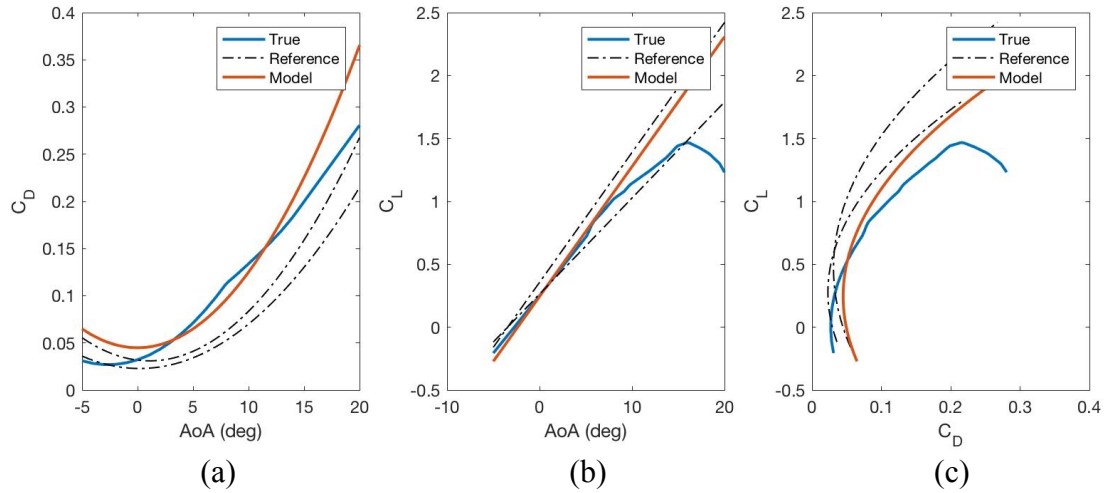 0.4
0.35
0.3
0.25
0.2
0.15
0.1
0.05
0
C_D
-5 0 5 10 15 20
AoA (deg)
True
Reference
Model
(a)
2.5
2
1.5
1
0.5
0
-0.5
C_L
-10 0 10 20
AoA (deg)
True
Reference
Model
(b)
2.5
2
1.5
1
0.5
0
-0.5
C_L
0 0.1 0.2 0.3 0.4
C_D
True
Reference
Model
(c)